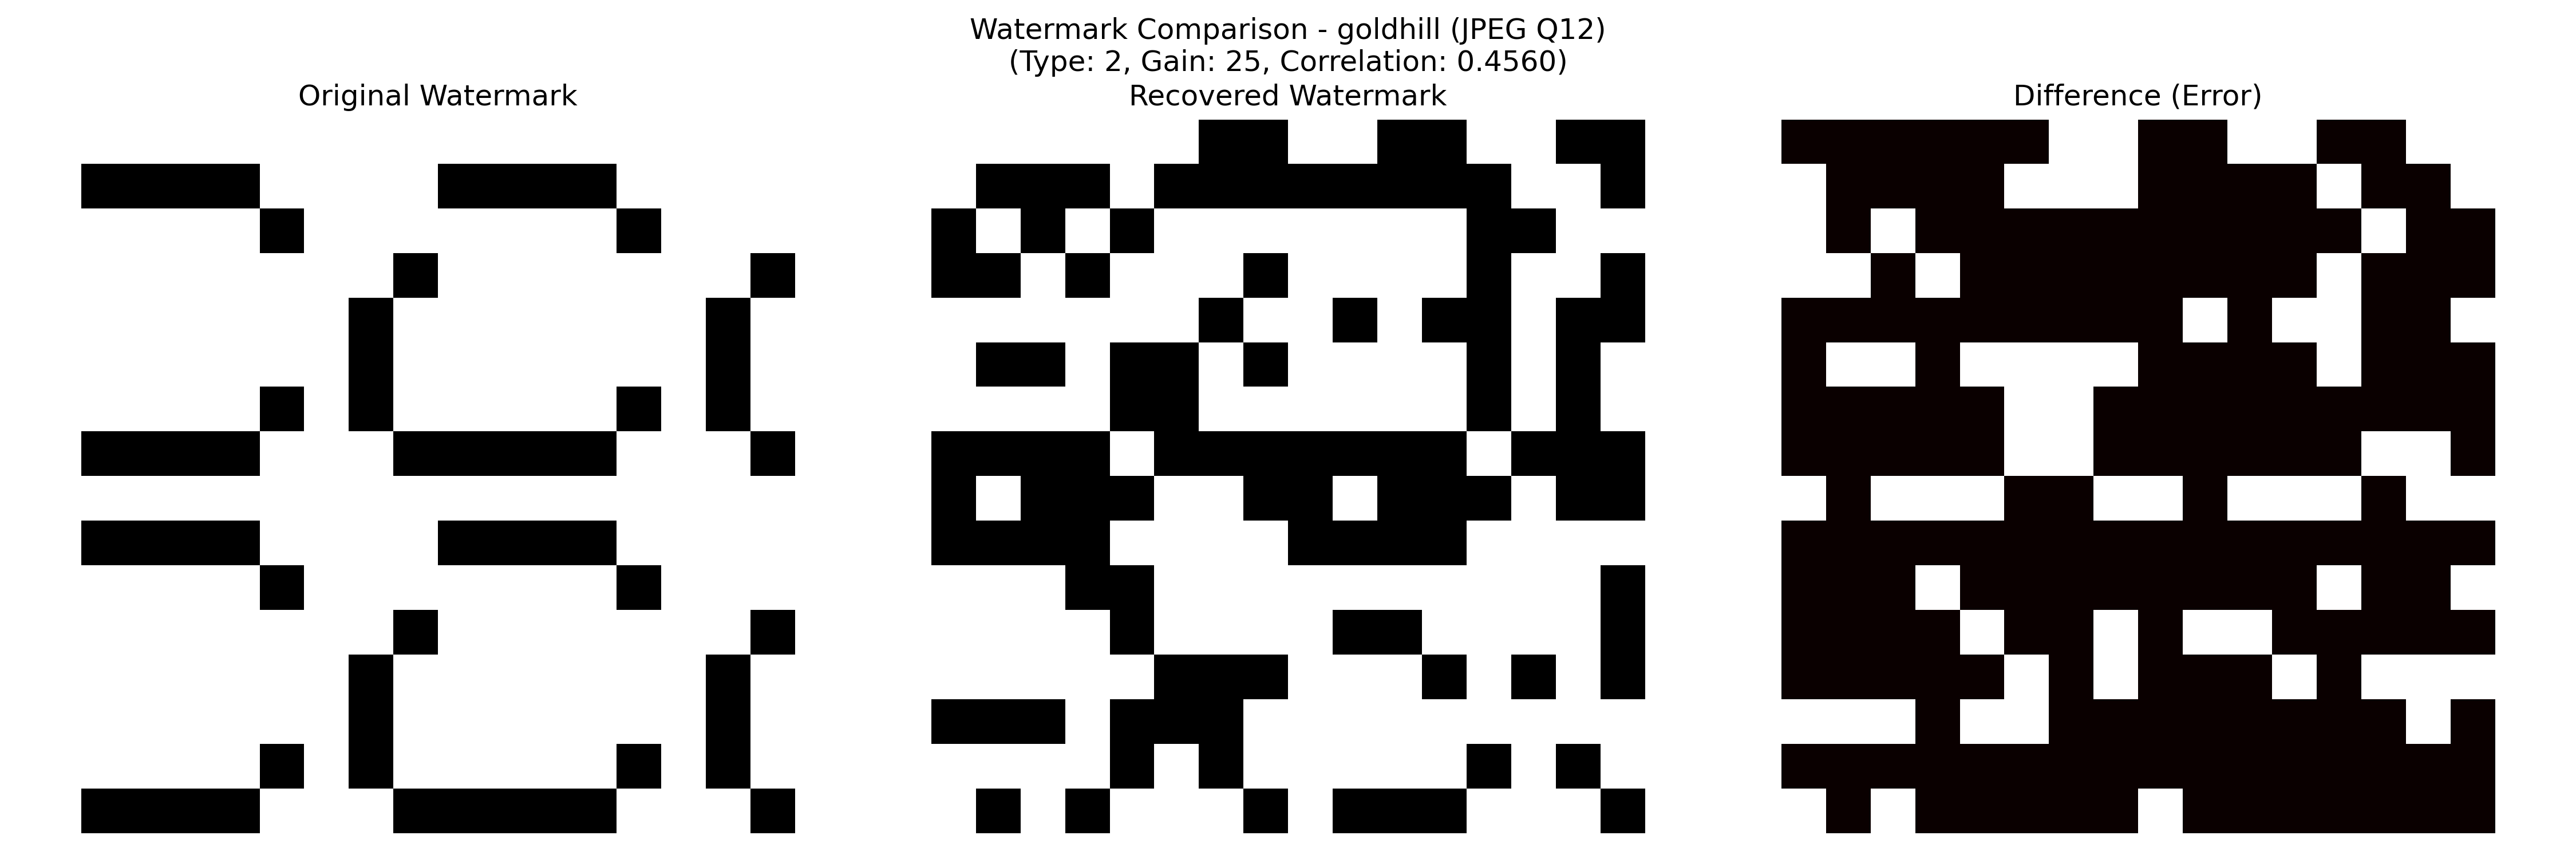 Watermark Comparison - goldhill (JPEG Q12)
(Type: 2, Gain: 25, Correlation: 0.4560)
Original Watermark
Recovered Watermark
Difference (Error)